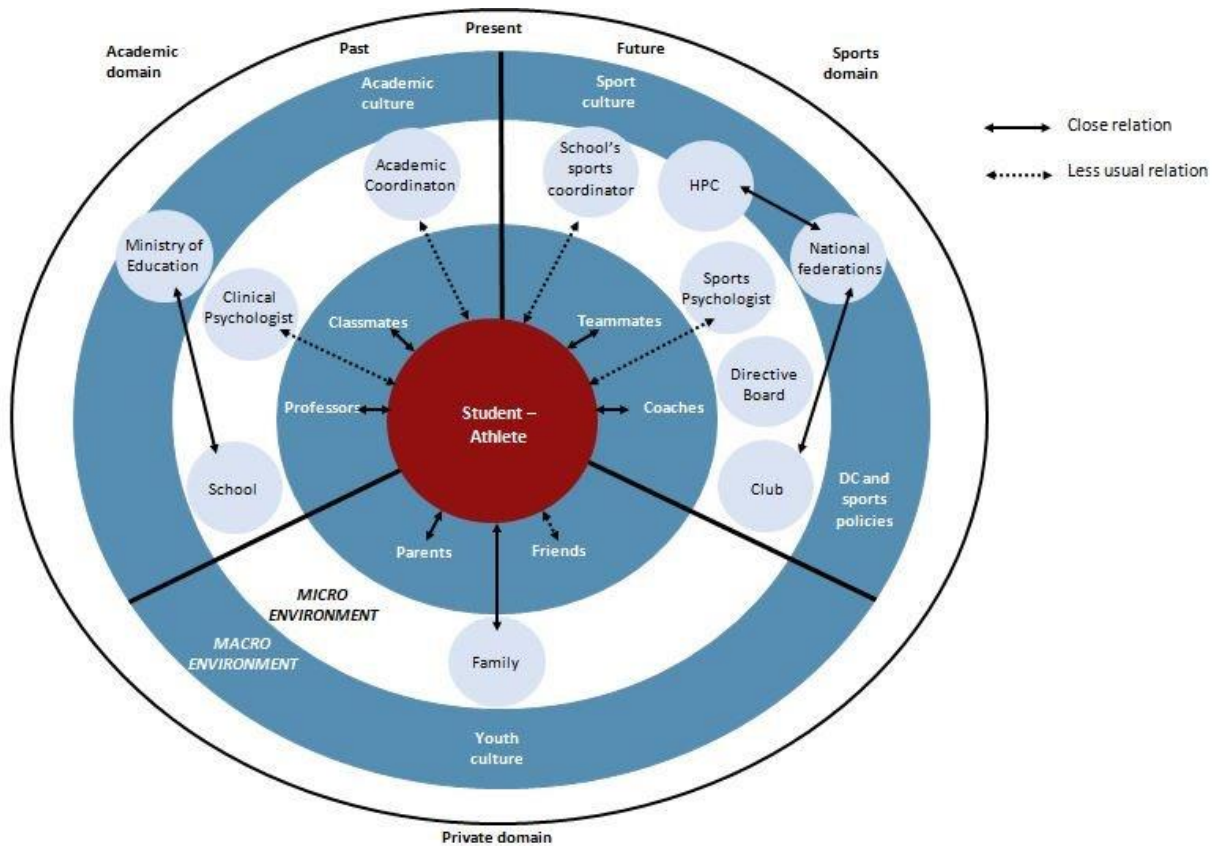 Present
Academic
domain
Past
Future
Sports
domain
Academic
culture
Sport
culture
Close relation
Less usual relation
Academic
Coordinaton
School's
sports
coordinator
HPC
Ministry of
Education
National
federations
Clinical
Psychologist
Sports
Psychologist
Classmates
Teammates
Directive
Board
Professors
Student –
Athlete
Coaches
School
Club
DC and
sports
policies
Parents
Friends
MICRO
ENVIRONMENT
MACRO
ENVIRONMENT
Family
Youth
culture
Private domain